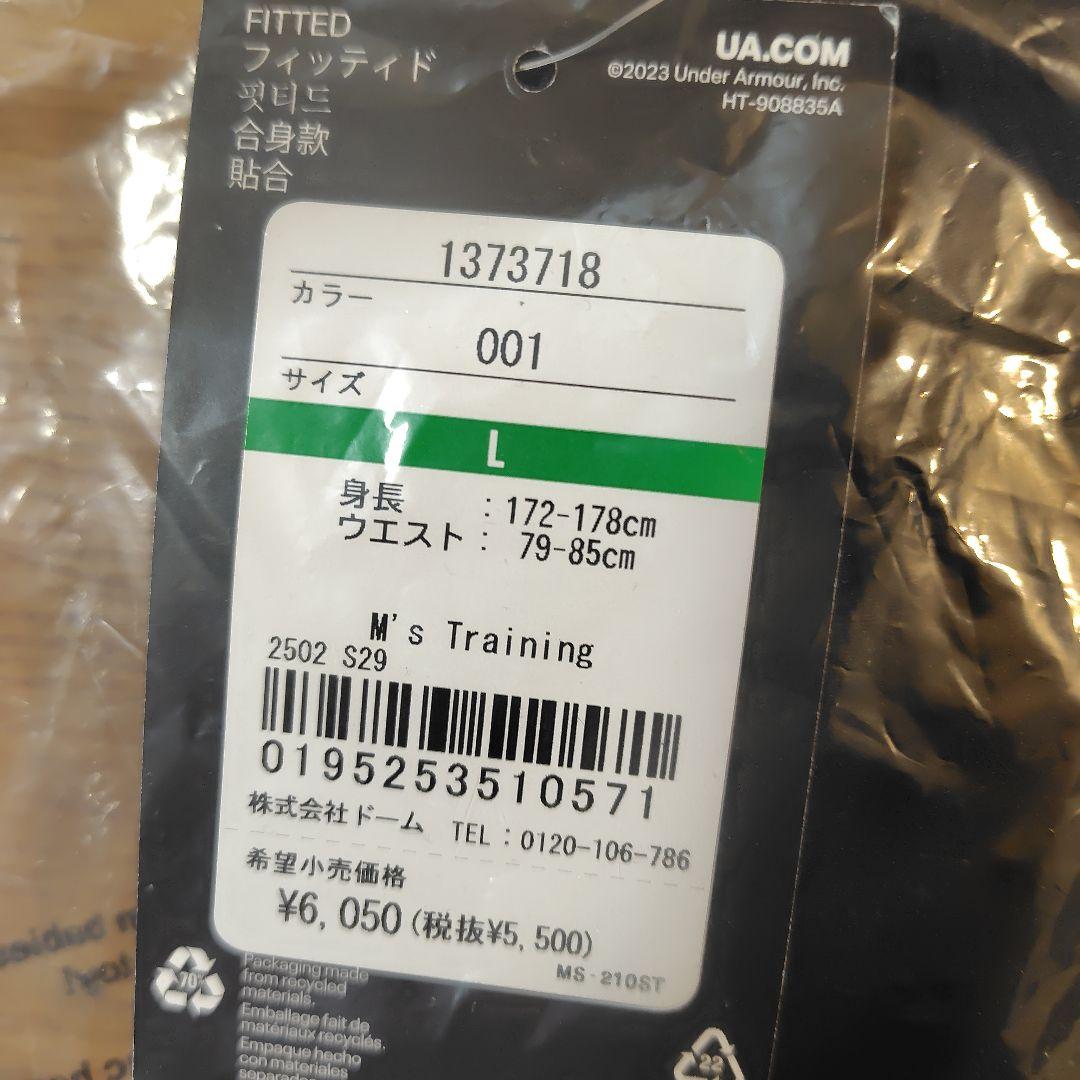 FITTED
フィッティド
핏티드
合身款
貼合
UA.COM
©2023 Under Armour, Inc.
HT-908835A
1373718
カラー
001
サイズ
L
身長 : 172-178cm
ウエスト : 79-85cm
M's Training
2502 S29
0195253510571
株式会社ドーム TEL : 0120-106-786
希望小売価格
¥6,050 (税抜¥5,500)
MS-210ST
70%
Packaging made
from recycled
materials.
Emballage fait de
matériaux recyclés.
Empaque hecho
con materiales
22